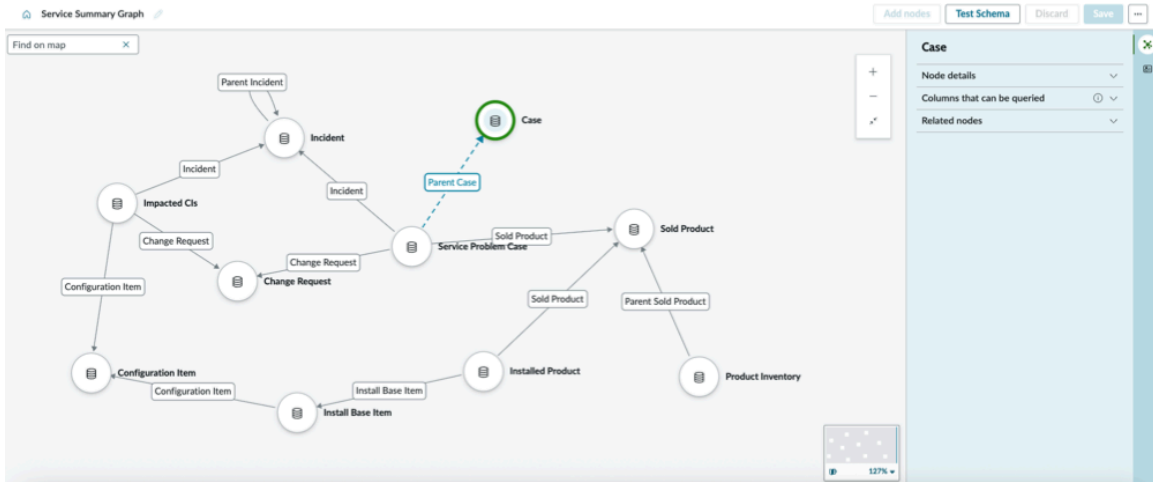 Service Summary Graph
Add nodes
Test Schema
Discard
Save
Find on map
Parent Incident
Case
Incident
Incident
Parent Case
Incident
Impacted CIs
Sold Product
Sold Product
Change Request
Service Problem Case
Change Request
Change Request
Configuration Item
Sold Product
Parent Sold Product
Configuration Item
Installed Product
Product Inventory
Configuration Item
Install Base Item
Install Base Item
127%
Case
Node details
Columns that can be queried
Related nodes